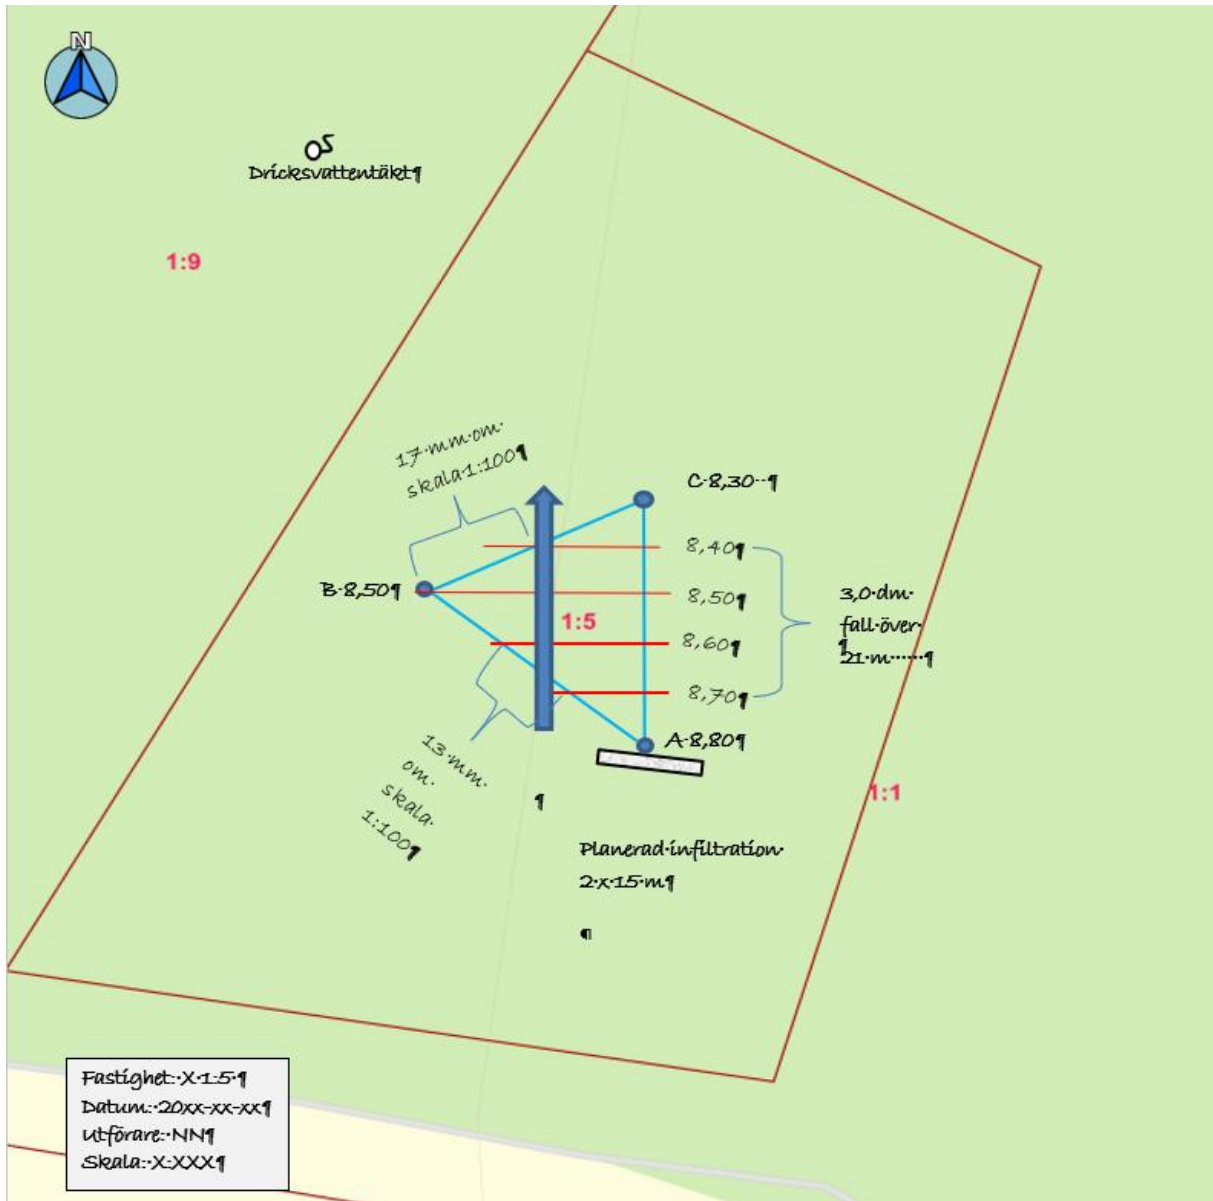 N
Dricksvattentäkt¶
1:9
17·mm·om·
skala·1:100¶
C·8,30··¶
8,40¶
B·8,50¶
8,50¶
3,0·dm·
fall·över·
¶
21·m······¶
1:5
8,60¶
8,70¶
A·8,80¶
13·mm·
om·
skala·
1:100¶
¶
1:1
Planerad·infiltration·
2·x·15·m¶
¶
Fastighet:·X·1:5·¶
Datum:·20xx-xx-xx¶
Utförare:·NN¶
Skala:·X:XXX¶